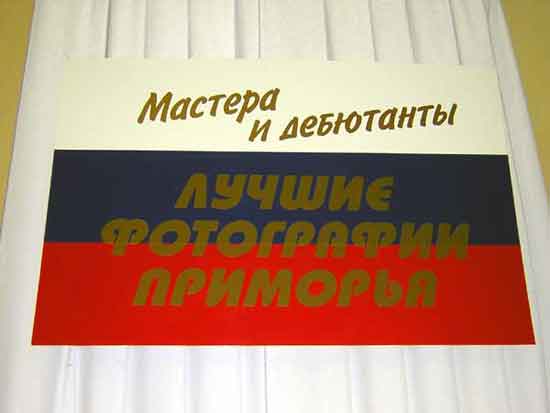 Мастера
и дебютанты
ЛУЧШИЕ
ФОТОГРАФИИ
ПРИМОРЬЯ